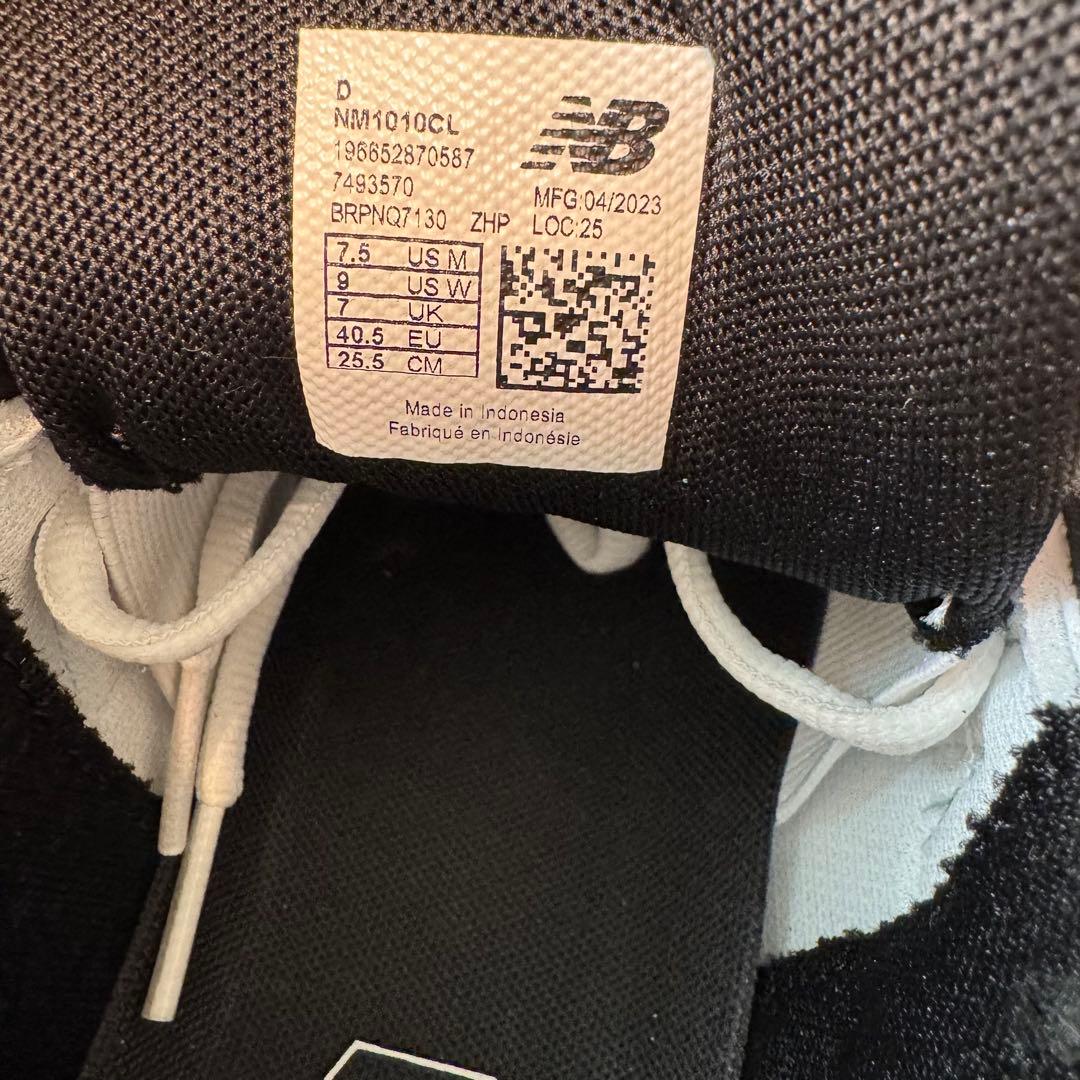 D
NM1010CL
196652870587
7493570
BRPNQ7130 ZHP
NB
MFG:04/2023
LOC:25
7.5 US M
9 US W
7 UK
40.5 EU
25.5 CM
Made in Indonesia
Fabriqué en Indonésie